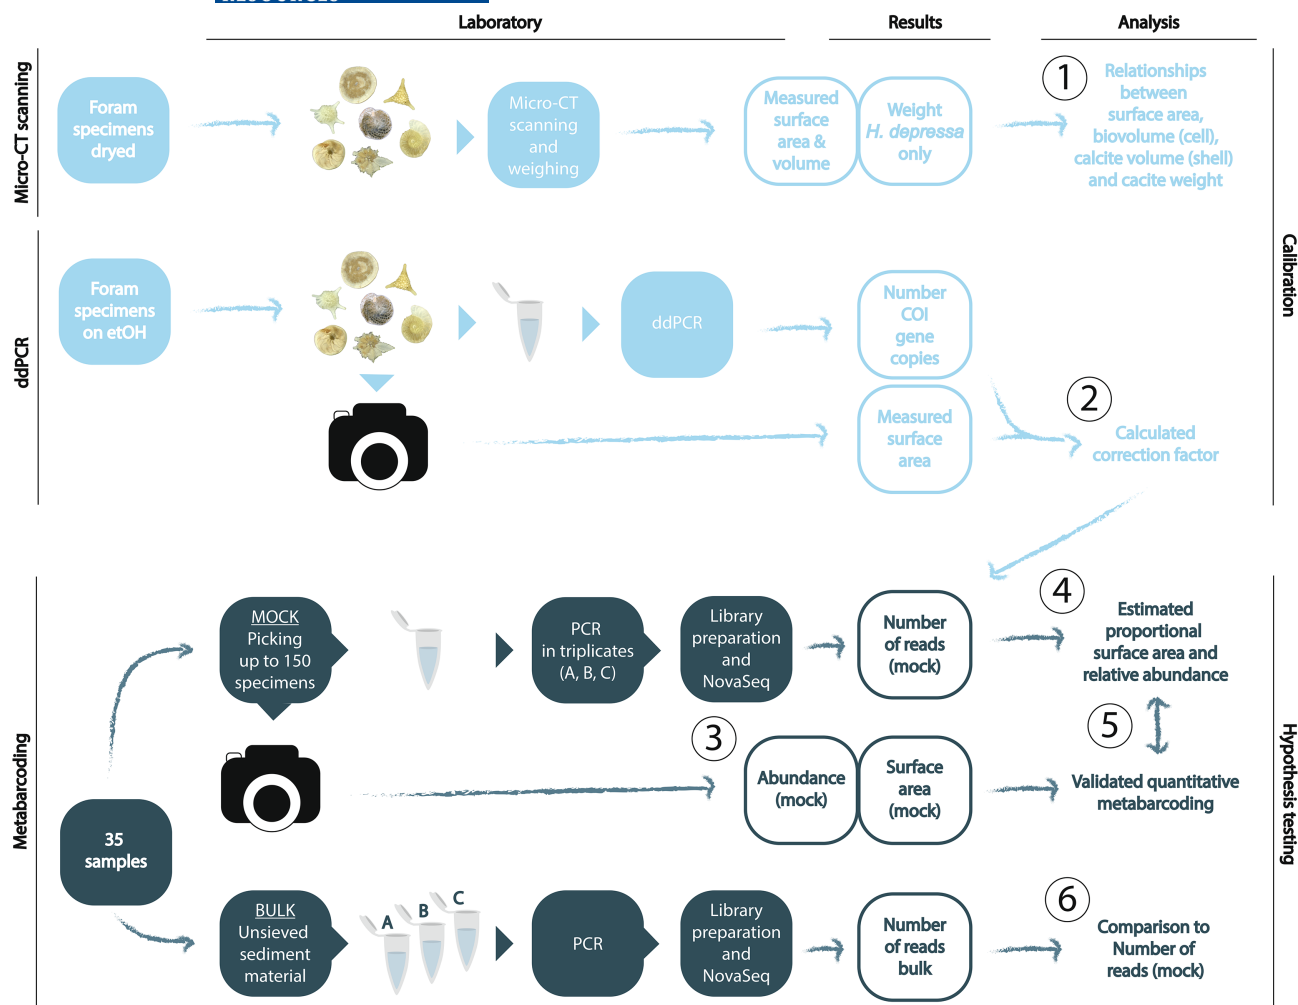 Laboratory
Results
Analysis
Micro-CT scanning
Foram
specimens
dryed
Micro-CT
scanning
and
weighing
Measured
surface
area &
volume
Weight
H. depressa
only
1
Relationships
between
surface area,
biovolume (cell),
calcite volume (shell)
and cacite weight
Calibration
ddPCR
Foram
specimens
on etOH
ddPCR
Number
COI
gene
copies
Measured
surface
area
2
Calculated
correction factor
Metabarcoding
35
samples
MOCK
Picking
up to 150
specimens
PCR
in triplicates
(A, B, C)
Library
preparation
and
NovaSeq
Number
of reads
(mock)
4
Estimated
proportional
surface area and
relative abundance
3
Abundance
(mock)
Surface
area
(mock)
5
Validated quantitative
metabarcoding
Hypothesis testing
BULK
Unsieved
sediment
material
A
B
C
PCR
Library
preparation
and
NovaSeq
Number
of reads
bulk
6
Comparison to
Number of
reads (mock)